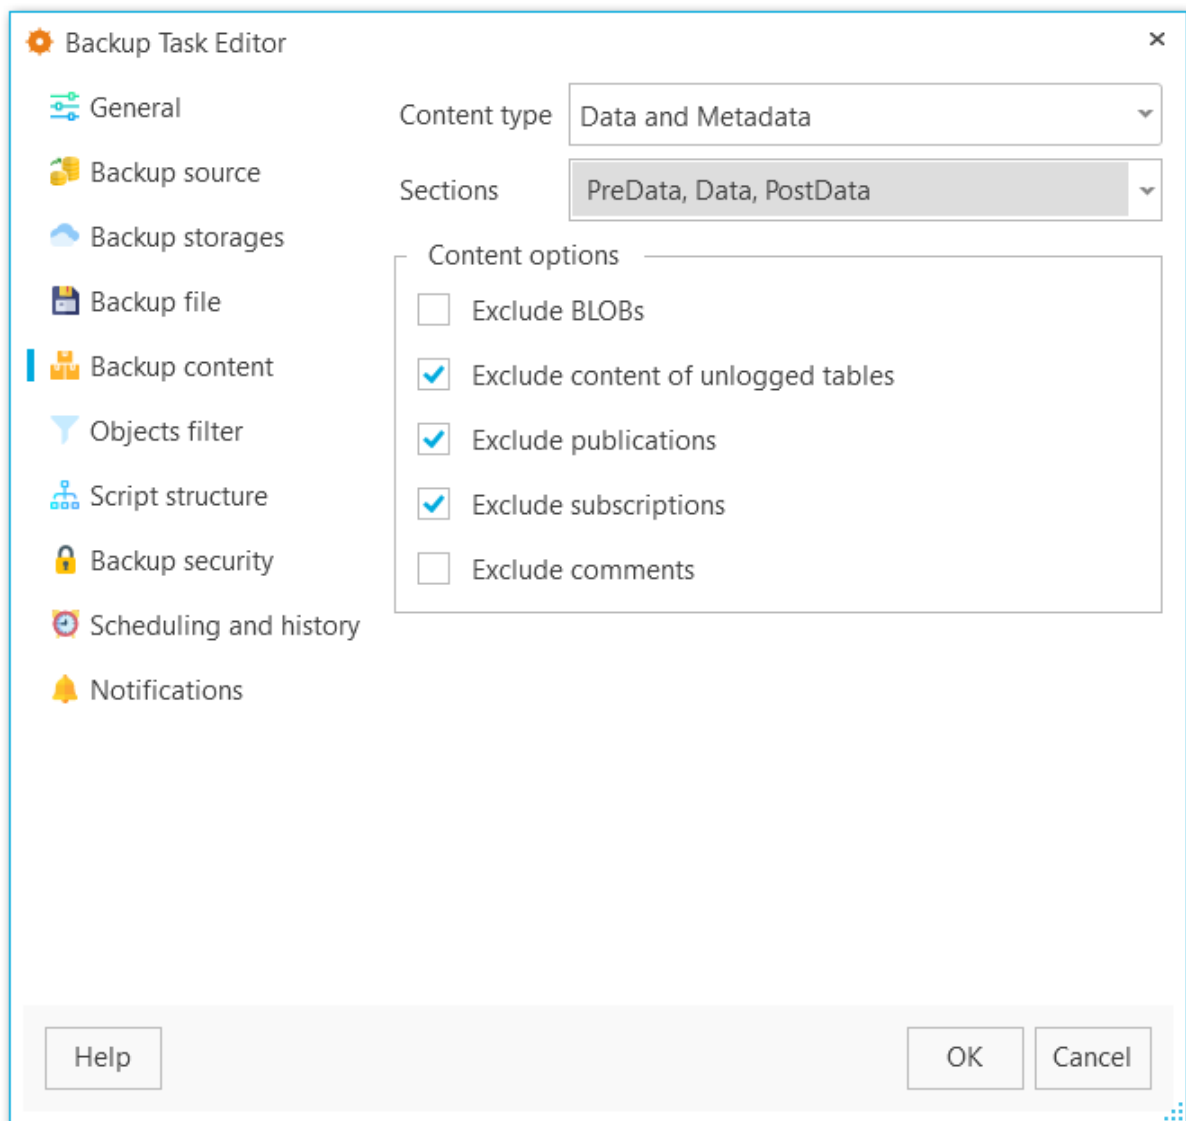 Backup Task Editor
General
Backup source
Backup storages
Backup file
Backup content
Objects filter
Script structure
Backup security
Scheduling and history
Notifications
Content type
Data and Metadata
Sections
PreData, Data, PostData
Content options
Exclude BLOBs
Exclude content of unlogged tables
Exclude publications
Exclude subscriptions
Exclude comments
Help
OK
Cancel